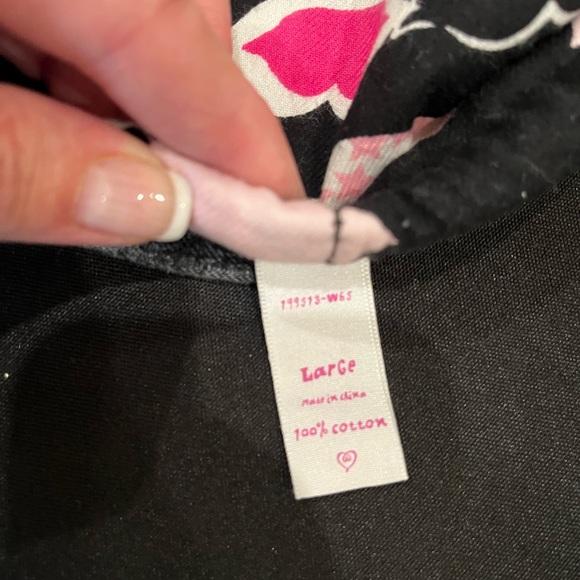 199513-W65
Large
made in china
100% cotton